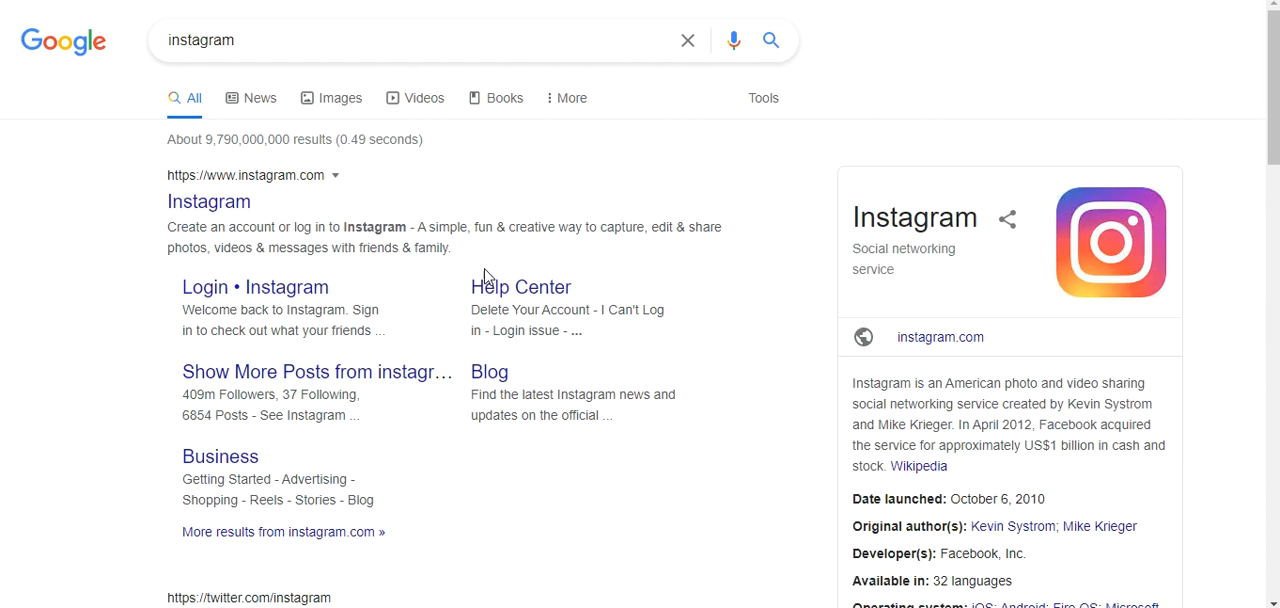 Google
instagram
All
News
Images
Videos
Books
More
Tools
About 9,790,000,000 results (0.49 seconds)
https://www.instagram.com
Instagram
Create an account or log in to Instagram - A simple, fun & creative way to capture, edit & share
photos, videos & messages with friends & family.
Login • Instagram
Welcome back to Instagram. Sign
in to check out what your friends ...
Help Center
Delete Your Account - I Can't Log
in - Login issue - ...
Show More Posts from instagr...
409m Followers, 37 Following,
6854 Posts - See Instagram ...
Blog
Find the latest Instagram news and
updates on the official ...
Business
Getting Started - Advertising -
Shopping - Reels - Stories - Blog
More results from instagram.com »
https://twitter.com/instagram
Instagram
Social networking
service
instagram.com
Instagram is an American photo and video sharing
social networking service created by Kevin Systrom
and Mike Krieger. In April 2012, Facebook acquired
the service for approximately US$1 billion in cash and
stock. Wikipedia
Date launched: October 6, 2010
Original author(s): Kevin Systrom; Mike Krieger
Developer(s): Facebook, Inc.
Available in: 32 languages
Operating system: iOS; Android; Fire OS; Microsoft